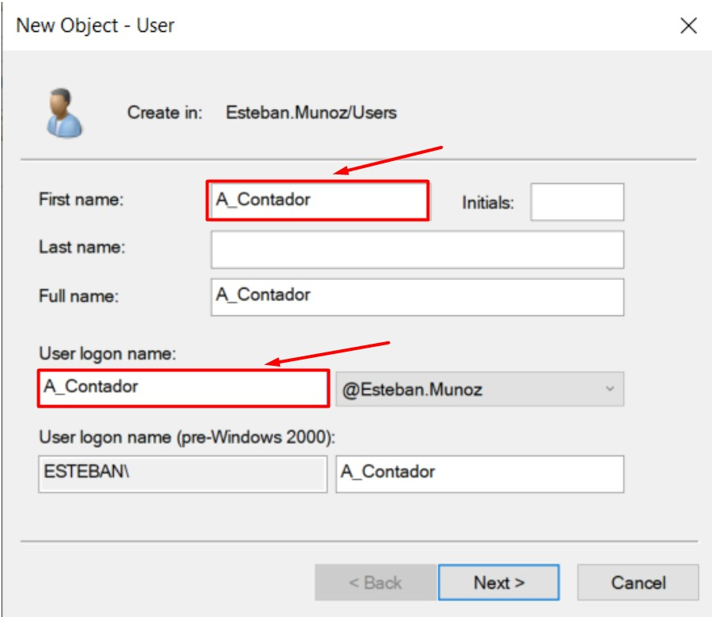 New Object - User
Create in: Esteban.Munoz/Users
First name: A_Contador Initials:
Last name:
Full name: A_Contador
User logon name:
A_Contador @Esteban.Munoz
User logon name (pre-Windows 2000):
ESTEBAN\ A_Contador
< Back Next > Cancel